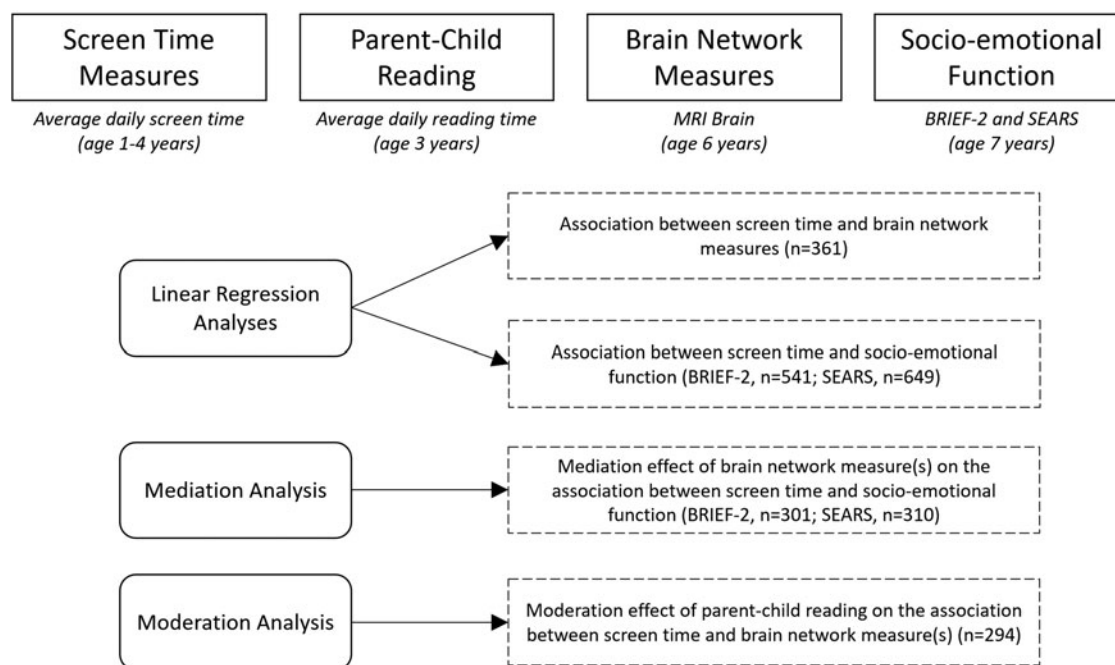 Screen Time
Measures
Parent-Child
Reading
Brain Network
Measures
Socio-emotional
Function
Average daily screen time
(age 1-4 years)
Average daily reading time
(age 3 years)
MRI Brain
(age 6 years)
BRIEF-2 and SEARS
(age 7 years)
Linear Regression
Analyses
Association between screen time and brain network
measures (n=361)
Association between screen time and socio-emotional
function (BRIEF-2, n=541; SEARS, n=649)
Mediation Analysis
Mediation effect of brain network measure(s) on the
association between screen time and socio-emotional
function (BRIEF-2, n=301; SEARS, n=310)
Moderation Analysis
Moderation effect of parent-child reading on the association
between screen time and brain network measure(s) (n=294)